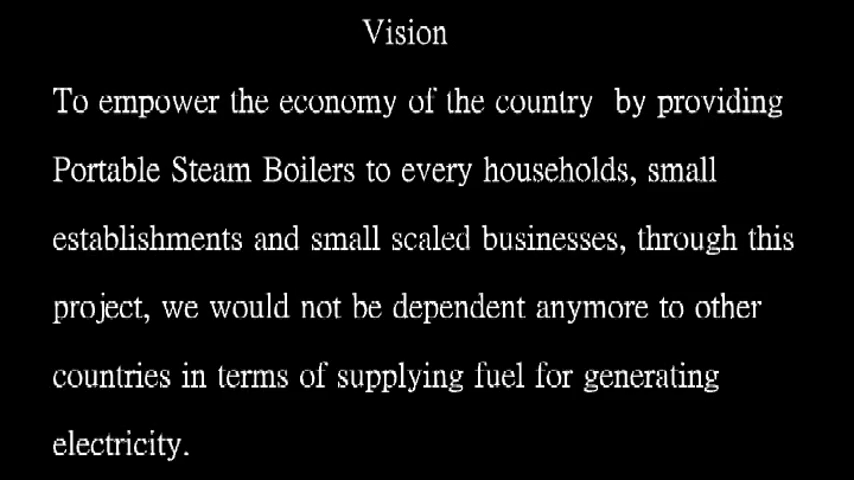 Vision
To empower the economy of the country  by providing
Portable Steam Boilers to every households, small
establishments and small scaled businesses, through this
project, we would not be dependent anymore to other
countries in terms of supplying fuel for generating
electricity.